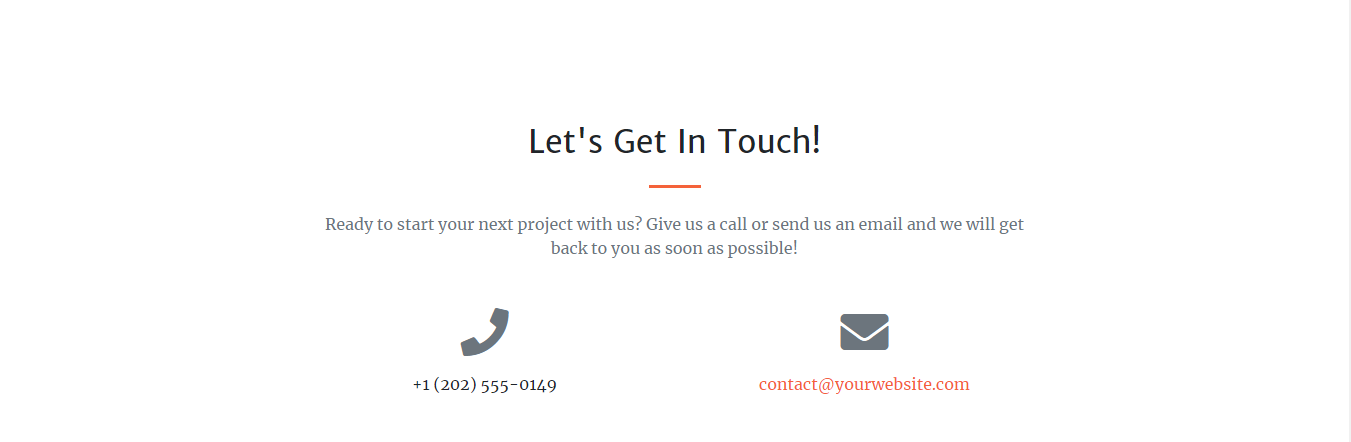 Let's Get In Touch!
Ready to start your next project with us? Give us a call or send us an email and we will get
back to you as soon as possible!
+1 (202) 555-0149
contact@yourwebsite.com